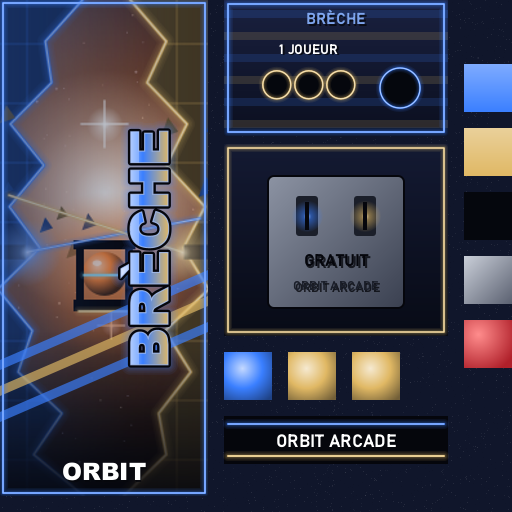 BRÈCHE
ORBIT
BRÈCHE
1 JOUEUR
GRATUIT
ORBIT ARCADE
ORBIT ARCADE